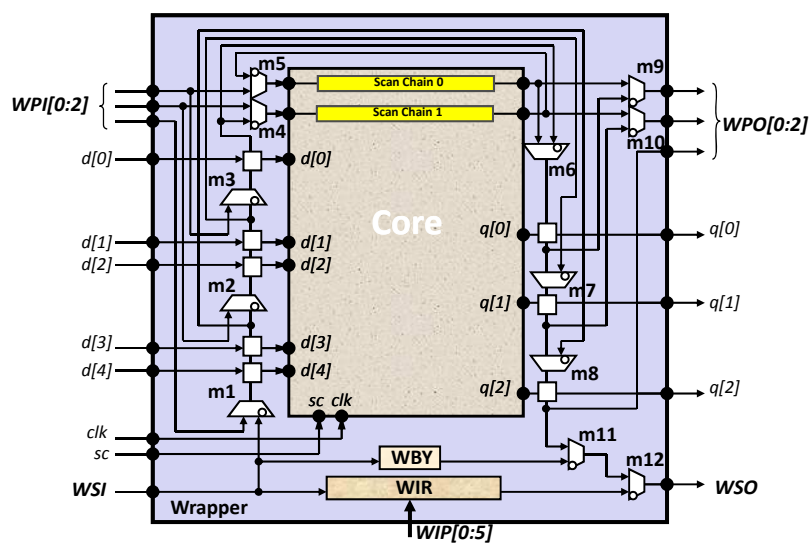 m5
m9
Scan Chain 0
WPI[0:2]
WPO[0:2]
Scan Chain 1
m4
m10
d[0]
d[0]
m6
m3
Core
q[0]
q[0]
d[1]
d[1]
d[2]
d[2]
m2
m7
q[1]
q[1]
d[3]
d[3]
m8
d[4]
d[4]
m1
q[2]
q[2]
sc clk
clk
m11
sc
WBY
m12
WSI
WIR
WSO
Wrapper
WIP[0:5]